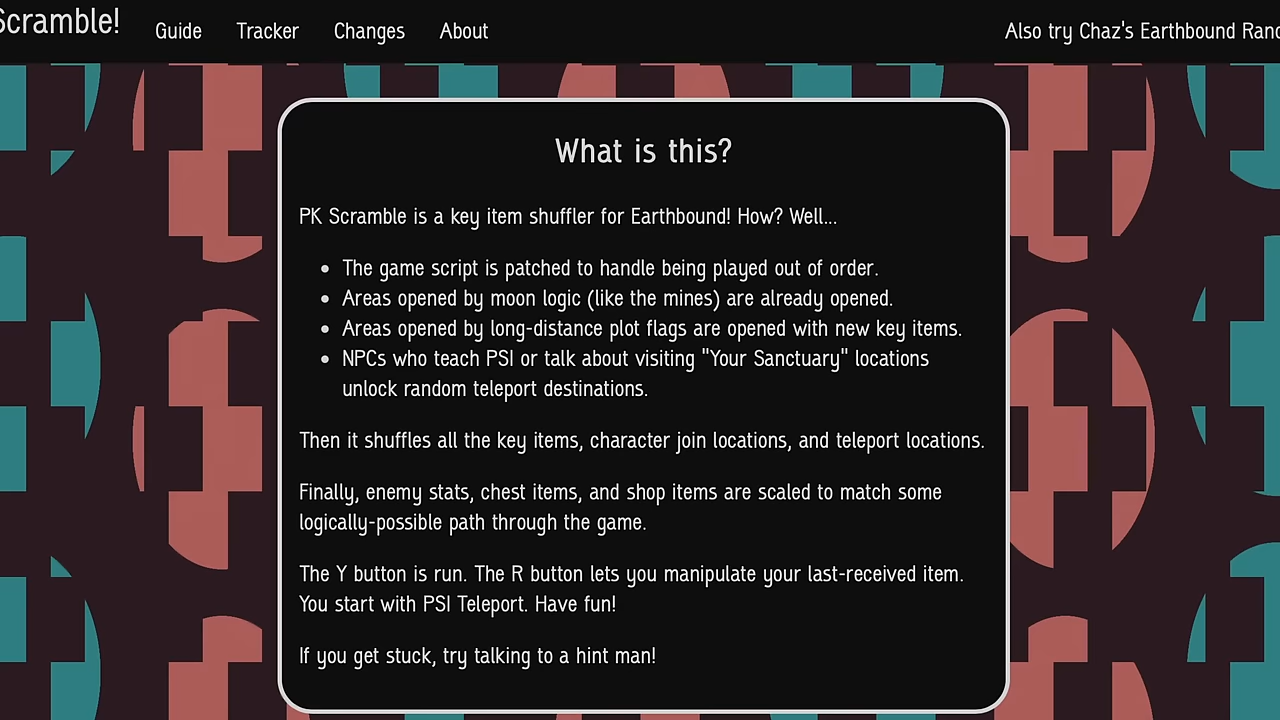 Scramble!
Guide
Tracker
Changes
About
Also try Chaz's Earthbound
What is this?
PK Scramble is a key item shuffler for Earthbound! How? Well...
The game script is patched to handle being played out of order.
Areas opened by moon logic (like the mines) are already opened.
Areas opened by long-distance plot flags are opened with new key items.
NPCs who teach PSI or talk about visiting "Your Sanctuary" locations
unlock random teleport destinations.
Then it shuffles all the key items, character join locations, and teleport locations.
Finally, enemy stats, chest items, and shop items are scaled to match some
logically-possible path through the game.
The Y button is run. The R button lets you manipulate your last-received item.
You start with PSI Teleport. Have fun!
If you get stuck, try talking to a hint man!